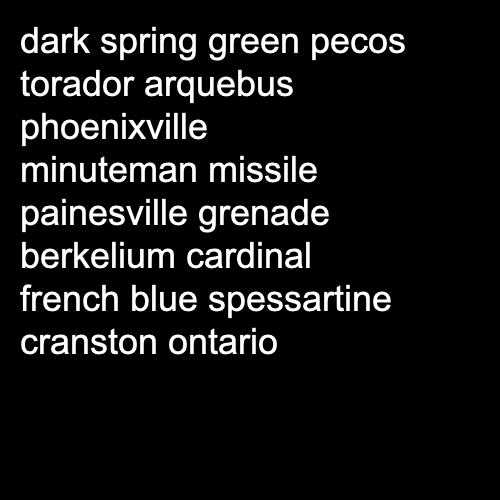 dark spring green pecos
torador arquebus
phoenixville
minuteman missile
painesville grenade
berkelium cardinal
french blue spessartine
cranston ontario